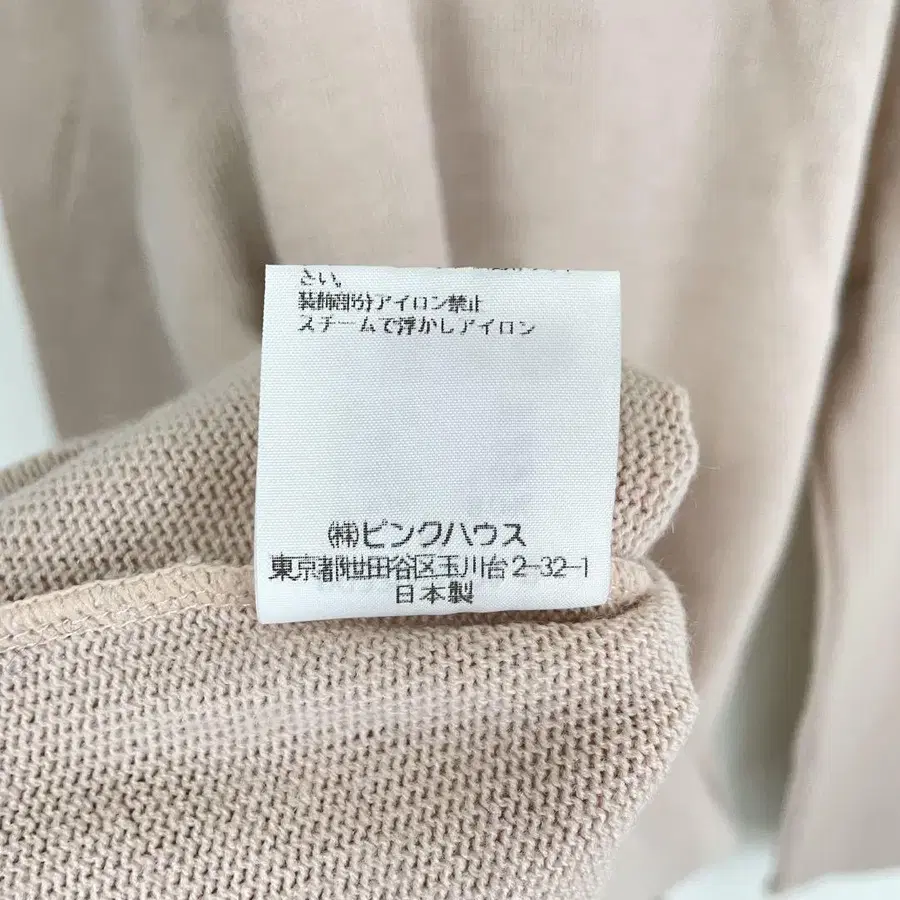 さい。
装飾部分アイロン禁止
スチームで浮かしアイロン
㈱ピンクハウス
東京都世田谷区玉川台2-32-1
日本製